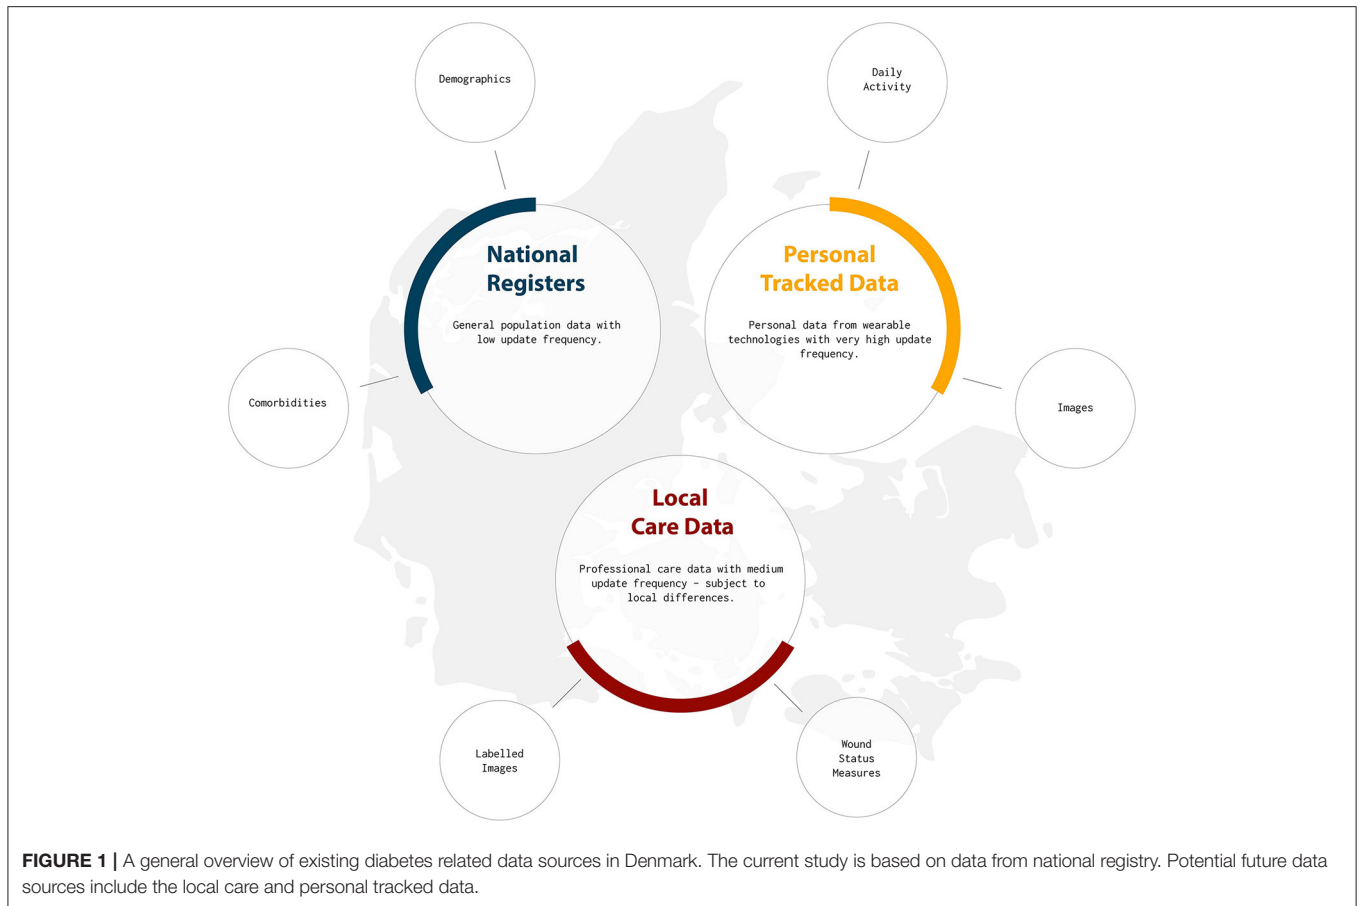 Demographics
Daily
Activity
National
Registers
General population data with
low update frequency.
Personal
Tracked Data
Personal data from wearable
technologies with very high update
frequency.
Comorbidities
Images
Local
Care Data
Professional care data with medium
update frequency – subject to
local differences.
Labelled
Images
Wound
Status
Measures
FIGURE 1 | A general overview of existing diabetes related data sources in Denmark. The current study is based on data from national registry. Potential future data
sources include the local care and personal tracked data.